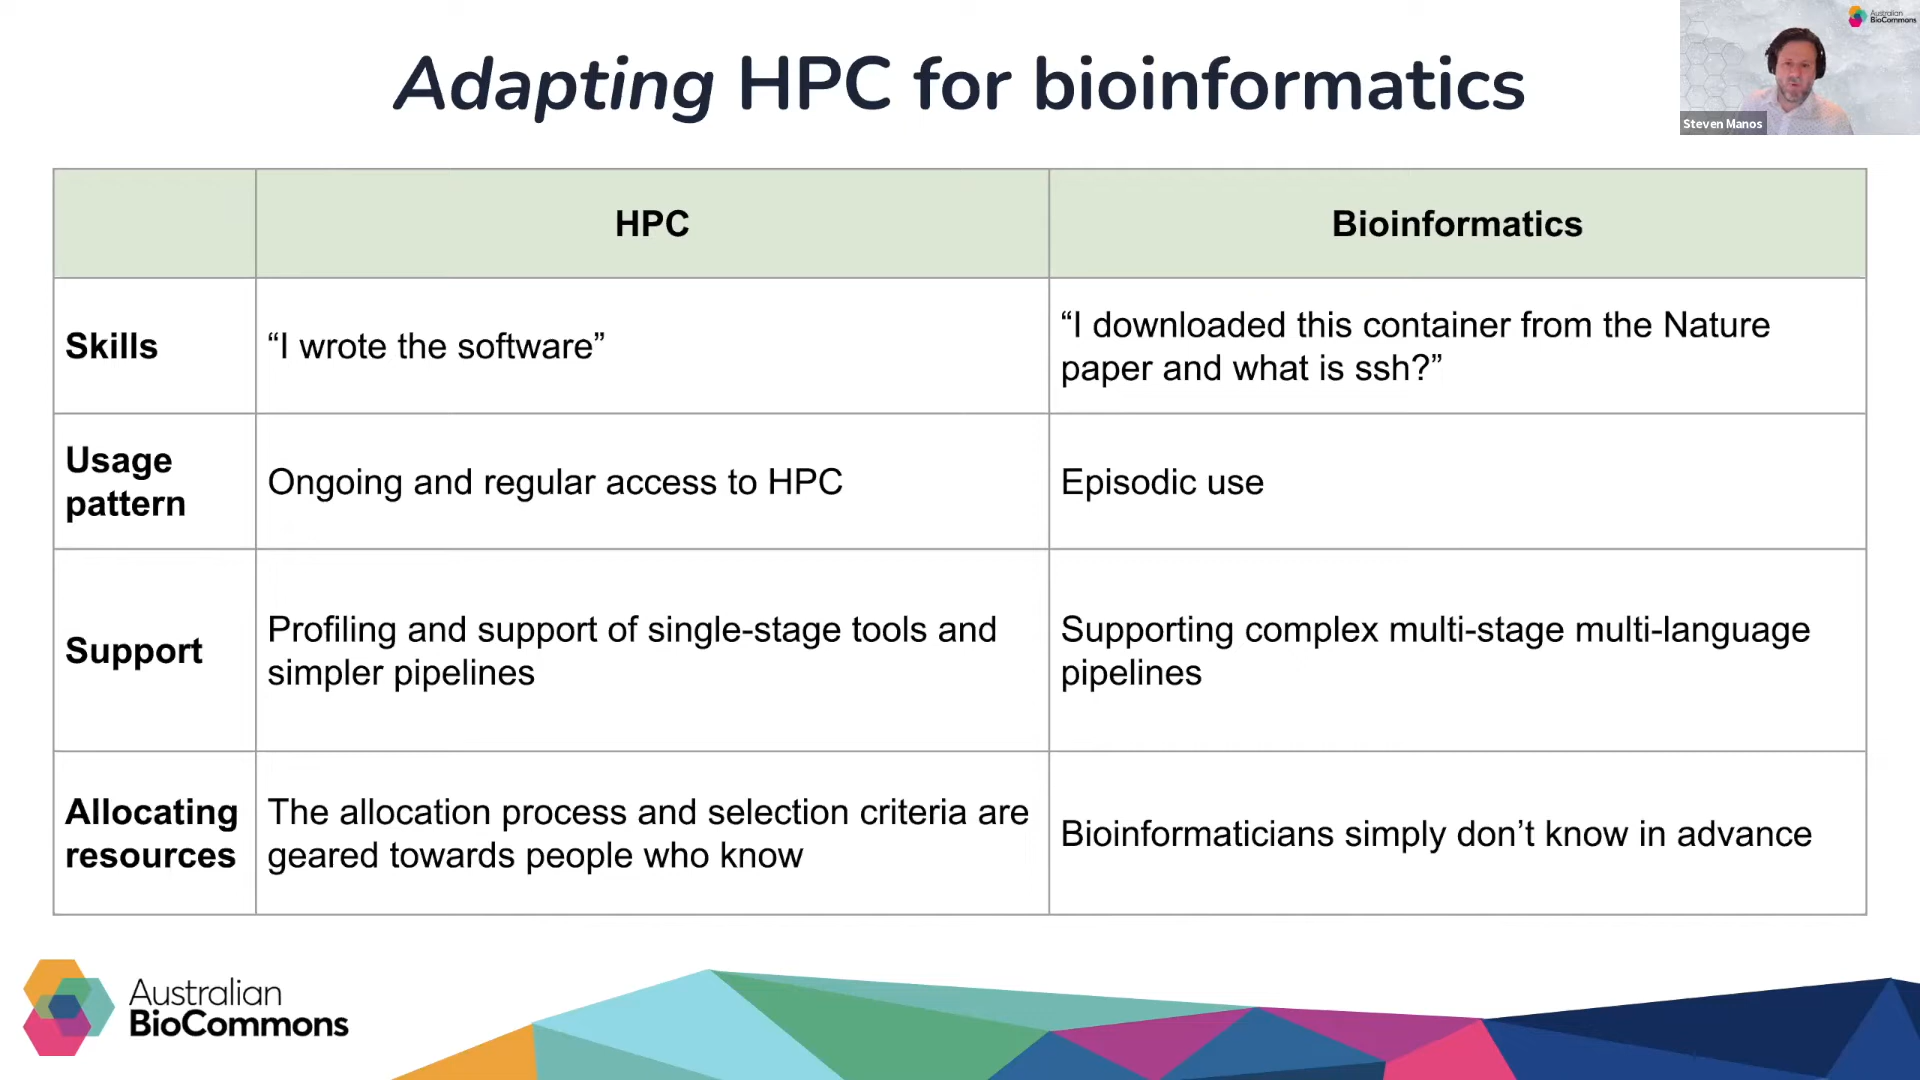 Australian
BioCommons
Steven Manos
Adapting HPC for bioinformatics
HPC
Bioinformatics
Skills
“I wrote the software”
“I downloaded this container from the Nature
paper and what is ssh?”
Usage
pattern
Ongoing and regular access to HPC
Episodic use
Support
Profiling and support of single-stage tools and
simpler pipelines
Supporting complex multi-stage multi-language
pipelines
Allocating
resources
The allocation process and selection criteria are
geared towards people who know
Bioinformaticians simply don’t know in advance
Australian
BioCommons